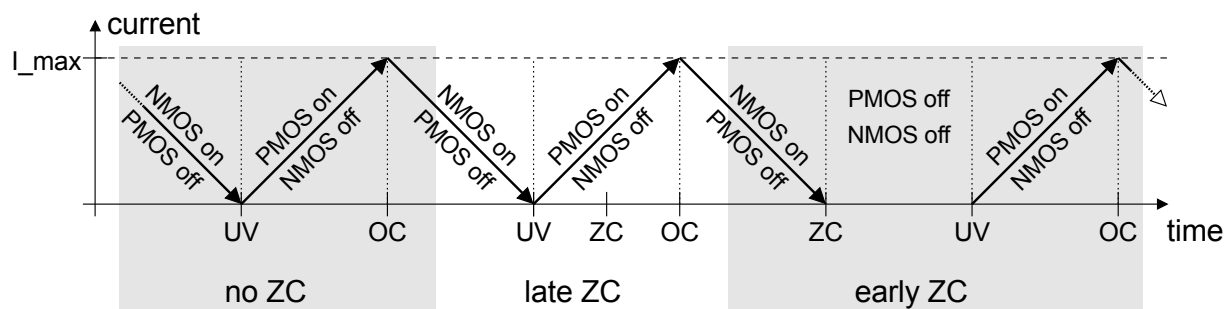 current
I_max
NMOS on
PMOS off
PMOS on
NMOS off
NMOS on
PMOS off
PMOS on
NMOS off
NMOS on
PMOS off
PMOS off
NMOS off
PMOS on
NMOS off
UV
OC
UV
ZC
OC
ZC
UV
OC
time
no ZC
late ZC
early ZC